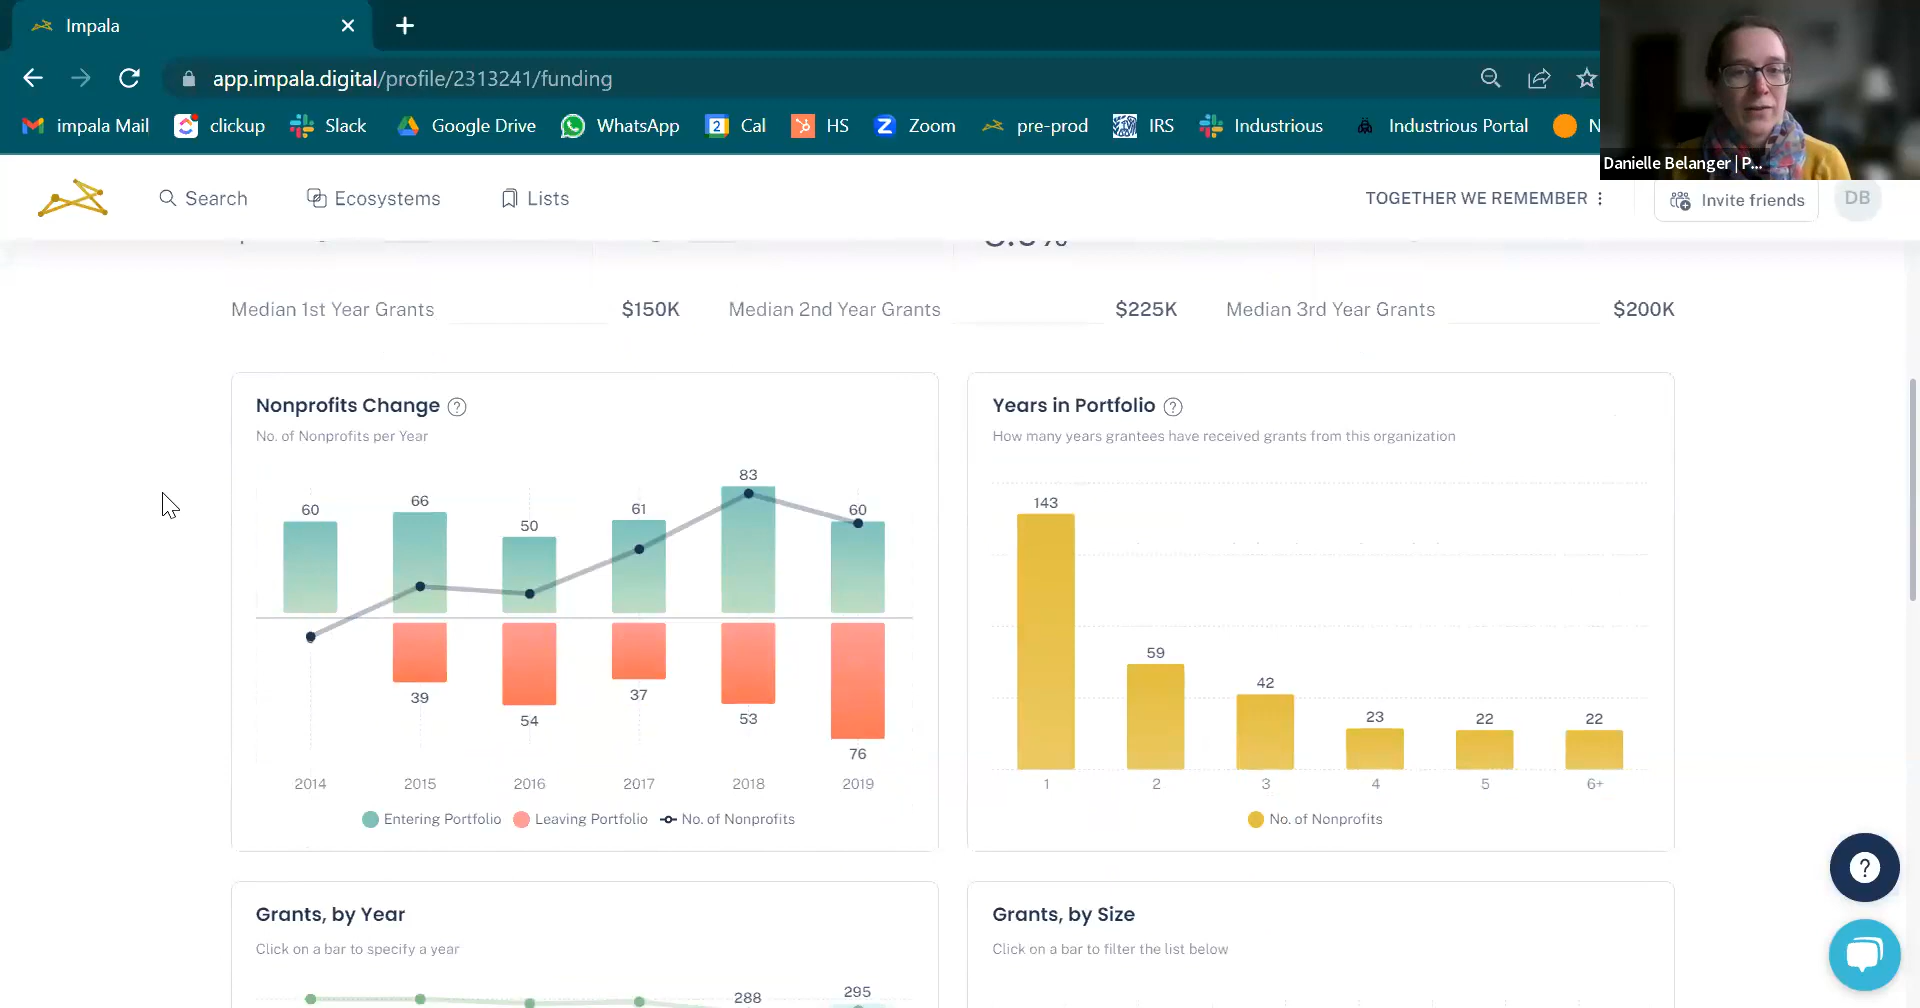 Impala
app.impala.digital/profile/2313241/funding
impala Mail clickup Slack Google Drive WhatsApp 2 Cal HS Zoom pre-prod IRS Industrious Industrious Portal N
Danielle Belanger | P...
Search Ecosystems Lists TOGETHER WE REMEMBER Invite friends DB
Median 1st Year Grants $150K Median 2nd Year Grants $225K Median 3rd Year Grants $200K
Nonprofits Change ?
No. of Nonprofits per Year
60 66 50 61 83 60
39 54 37 53 76
2014 2015 2016 2017 2018 2019
Entering Portfolio Leaving Portfolio No. of Nonprofits
Years in Portfolio ?
How many years grantees have received grants from this organization
143 59 42 23 22 22
1 2 3 4 5 6+
No. of Nonprofits
?
Grants, by Year
Click on a bar to specify a year
288 295
Grants, by Size
Click on a bar to filter the list below